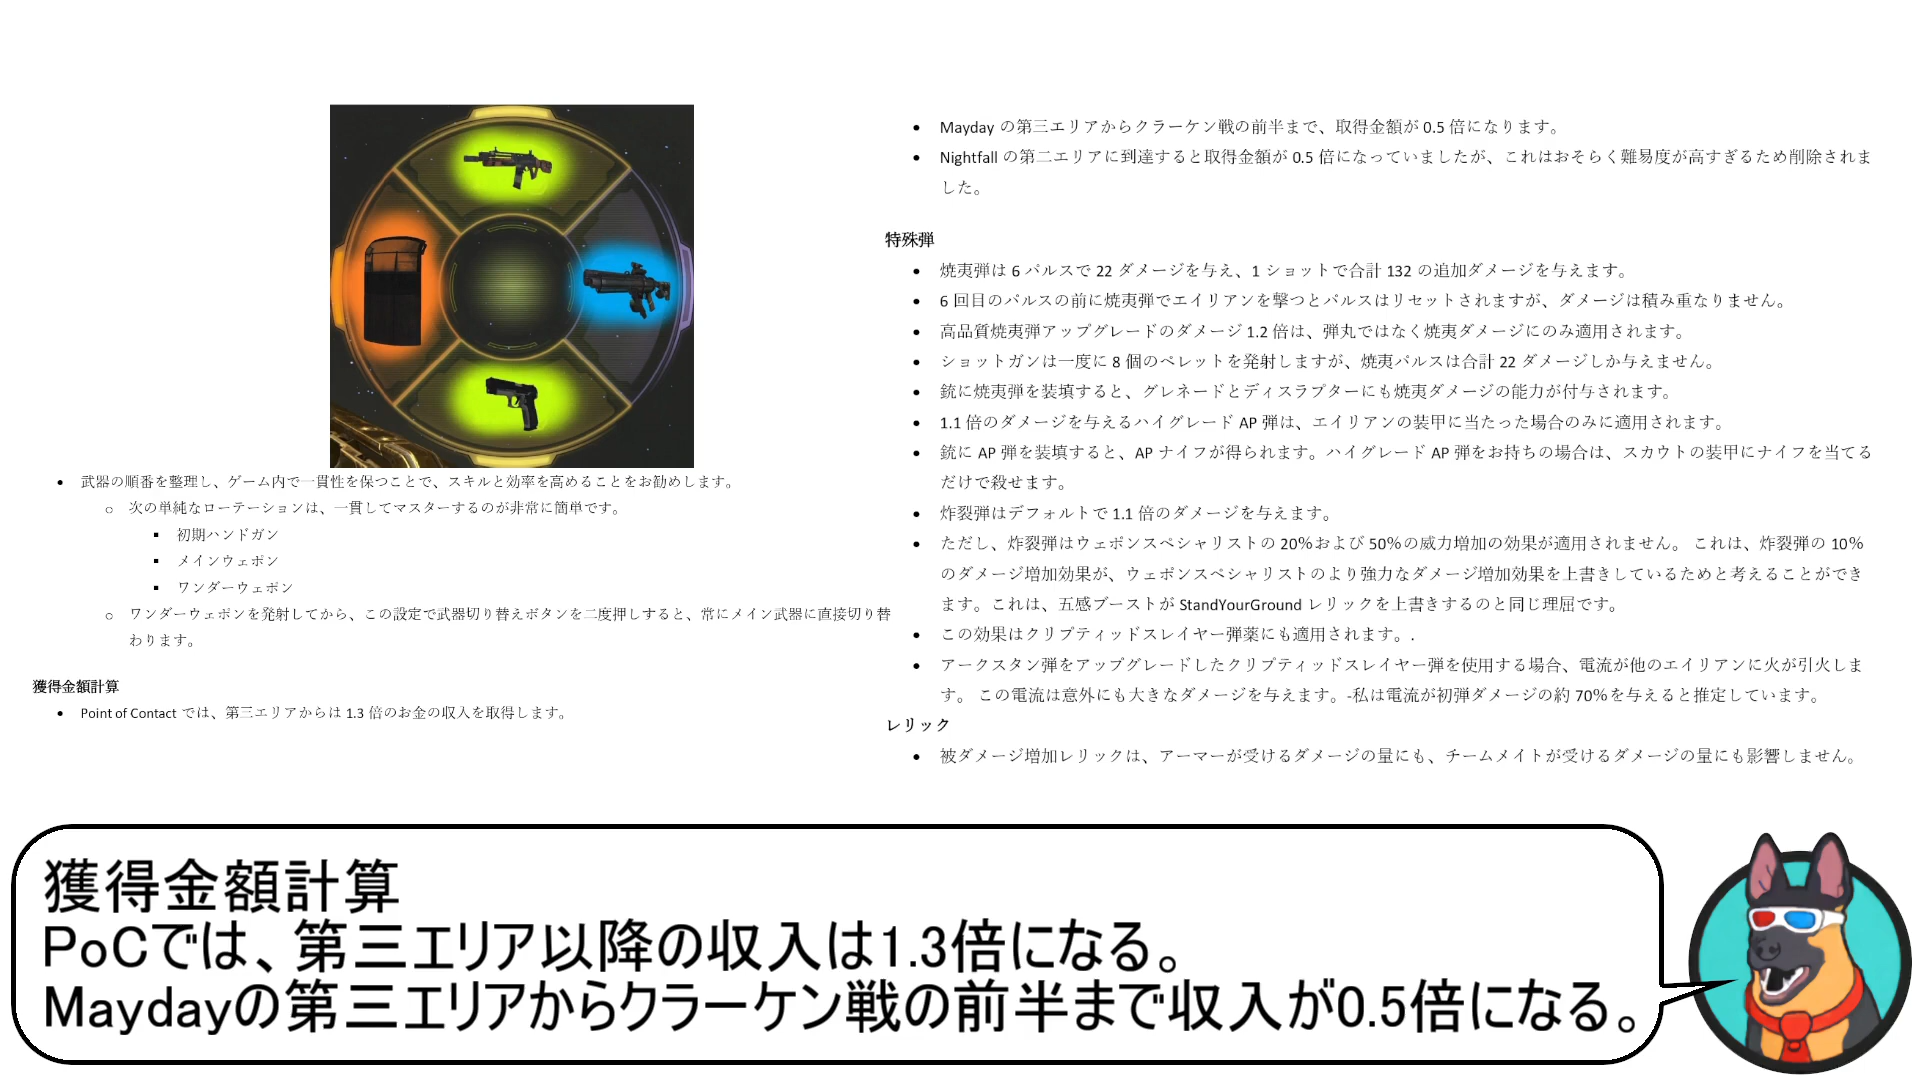 武器の順番を整理し、ゲーム内で一貫性を保つことで、スキルと効率を高めることをお勧めします。
次の単純なローテーションは、一貫してマスターするのが非常に簡単です。
初期ハンドガン
メインウェポン
ワンダーウェポン
ワンダーウェポンを発射してから、この設定で武器切り替えボタンを二度押しすると、常にメイン武器に直接切り替
わります。
獲得金額計算
Point of Contact では、第三エリアからは 1.3 倍のお金の収入を取得します。
Mayday の第三エリアからクラーケン戦の前半まで、取得金額が 0.5 倍になります。
Nightfall の第二エリアに到達すると取得金額が 0.5 倍になっていましたが、これはおそらく難易度が高すぎるため削除されま
した。
特殊弾
焼夷弾は 6 パルスで 22 ダメージを与え、1 ショットで合計 132 の追加ダメージを与えます。
6 回目のパルスの前に焼夷弾でエイリアンを撃つとパルスはリセットされますが、ダメージは積み重なりません。
高品質焼夷弾アップグレードのダメージ 1.2 倍は、弾丸ではなく焼夷ダメージにのみ適用されます。
ショットガンは一度に 8 個のペレットを発射しますが、焼夷パルスは合計 22 ダメージしか与えません。
銃に焼夷弾を装填すると、グレネードとディスラプターにも焼夷ダメージの能力が付与されます。
1.1 倍のダメージを与えるハイグレード AP 弾は、エイリアンの装甲に当たった場合のみに適用されます。
銃に AP 弾を装填すると、AP ナイフが得られます。ハイグレード AP 弾をお持ちの場合は、スカウトの装甲にナイフを当てる
だけで殺せます。
炸裂弾はデフォルトで 1.1 倍のダメージを与えます。
ただし、炸裂弾はウェポンスペシャリストの 20%および 50%の威力増加の効果が適用されません。 これは、炸裂弾の 10%
のダメージ増加効果が、ウェポンスペシャリストのより強力なダメージ増加効果を上書きしているためと考えることができ
ます。これは、五感ブーストが StandYourGround レリックを上書きするのと同じ理屈です。
この効果はクリプティッドスレイヤー弾薬にも適用されます。.
アークスタン弾をアップグレードしたクリプティッドスレイヤー弾を使用する場合、電流が他のエイリアンに火が引火しま
す。 この電流は意外にも大きなダメージを与えます。-私は電流が初弾ダメージの約 70%を与えると推定しています。
レリック
被ダメージ増加レリックは、アーマーが受けるダメージの量にも、チームメイトが受けるダメージの量にも影響しません。
獲得金額計算
PoCでは、第三エリア以降の収入は1.3倍になる。
Maydayの第三エリアからクラーケン戦の前半まで収入が0.5倍になる。